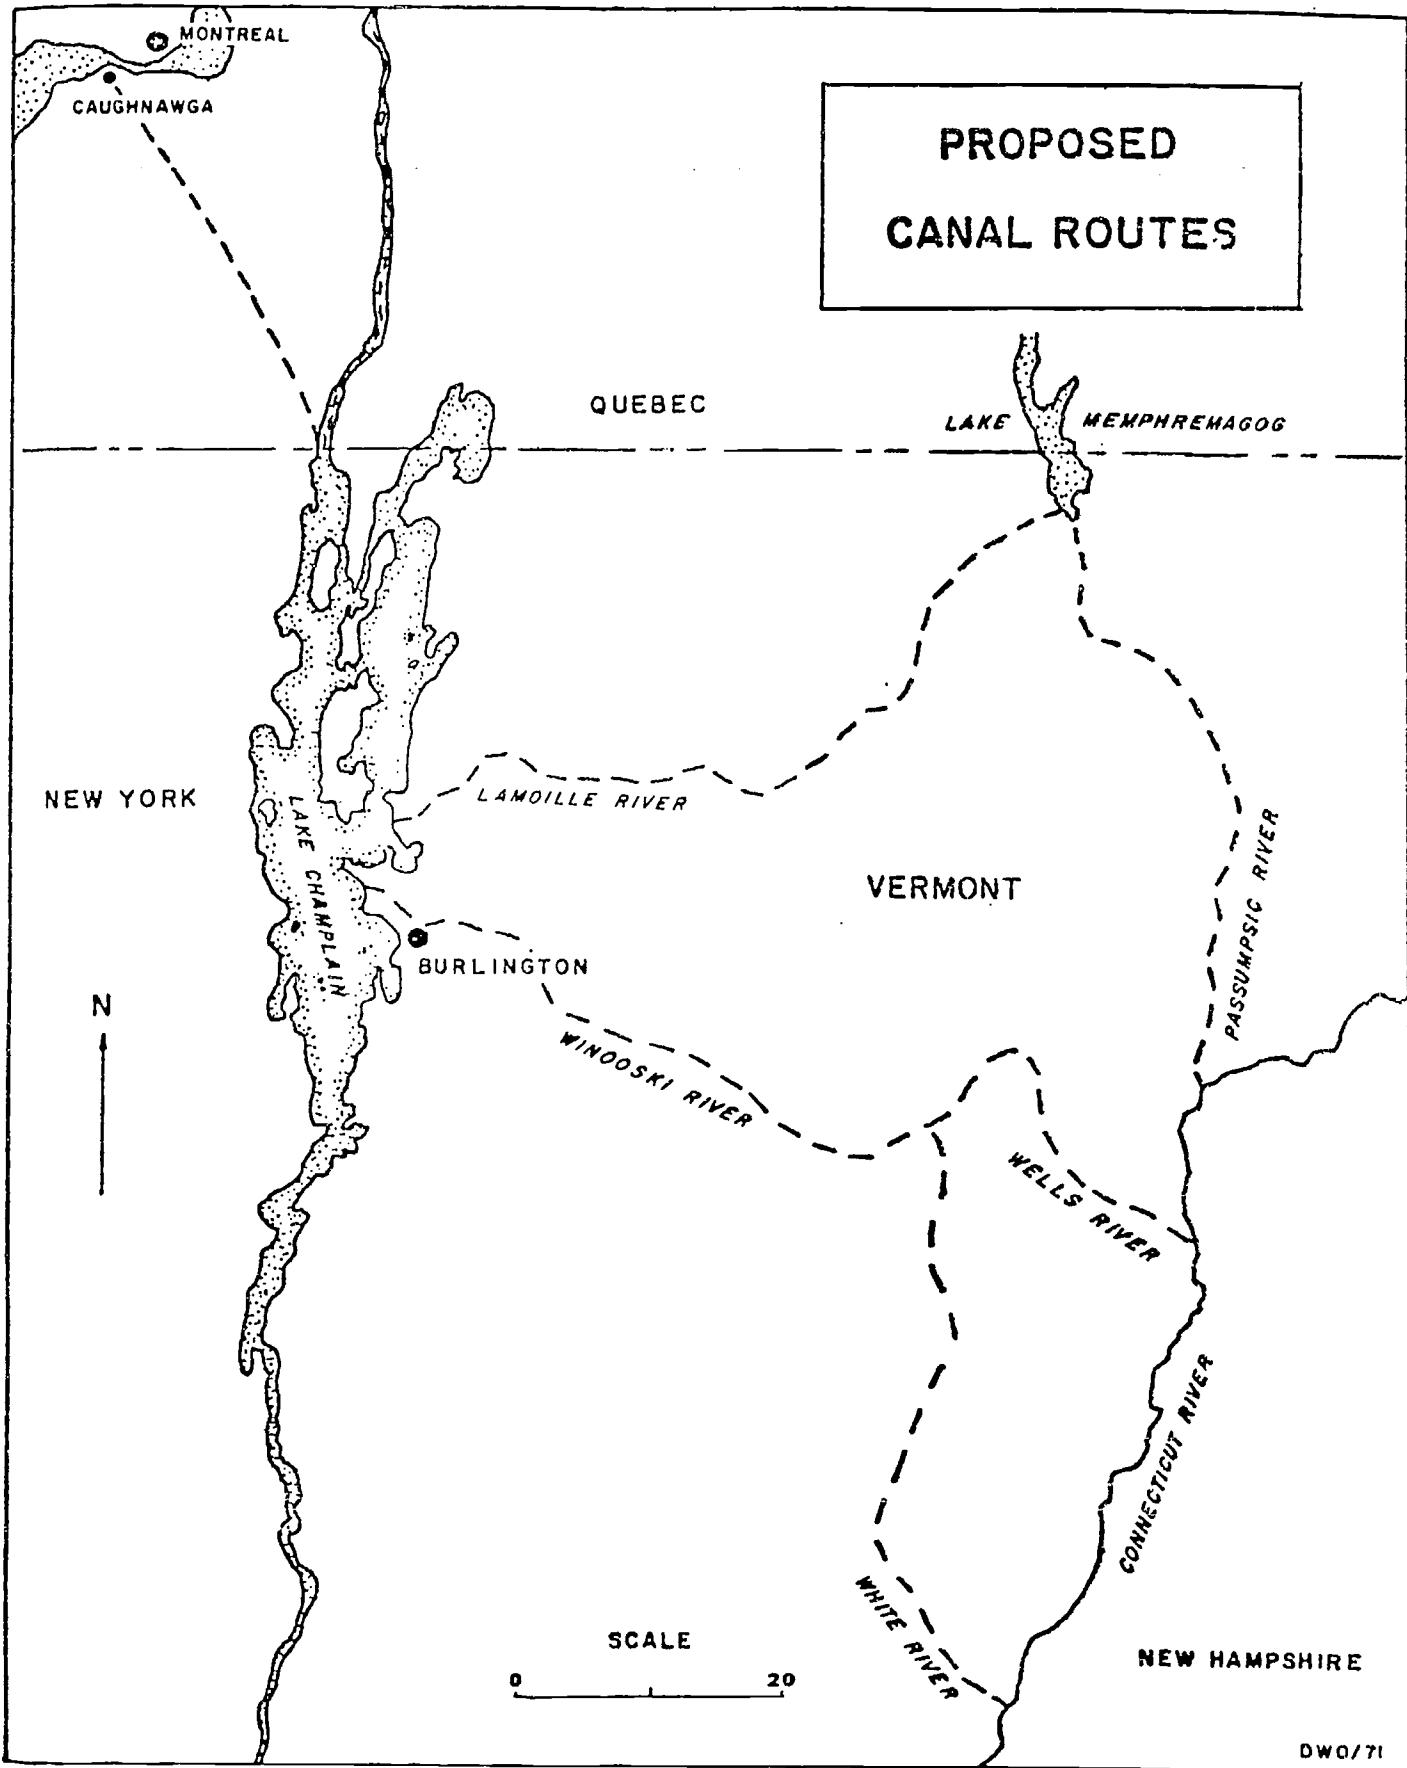 MONTREAL
CAUGHNAWGA
PROPOSED
CANAL ROUTES
QUEBEC
LAKE MEMPHREMAGOG
NEW YORK
LAMOILLE RIVER
LAKE CHAMPLAIN
VERMONT
PASSUMPSIC RIVER
BURLINGTON
N
WINOOSKI RIVER
WELLS RIVER
CONNECTICUT RIVER
WHITE RIVER
SCALE
0 20
NEW HAMPSHIRE
DWO/71